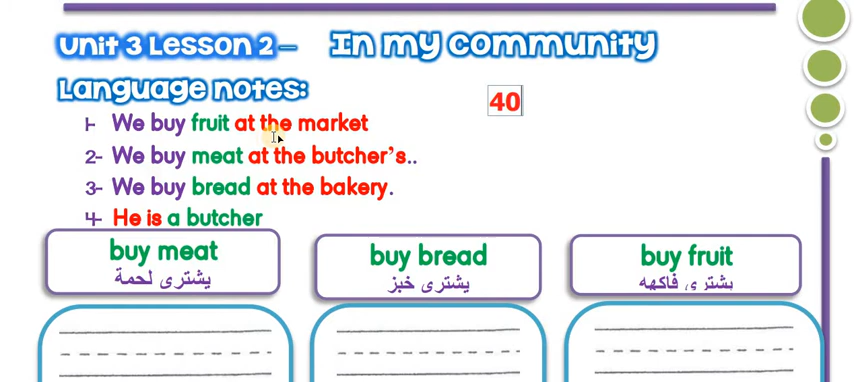 Unit 3 Lesson 2 – In my community
Language notes:
40
1- We buy fruit at the market
2- We buy meat at the butcher's..
3- We buy bread at the bakery.
4- He is a butcher
buy meat
يشترى لحمة
buy bread
يشترى خبز
buy fruit
يشترى فاكهه